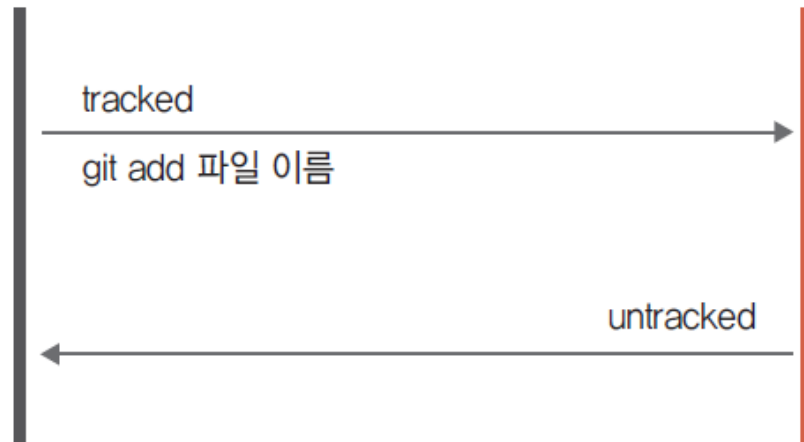 tracked
git add 파일 이름
untracked